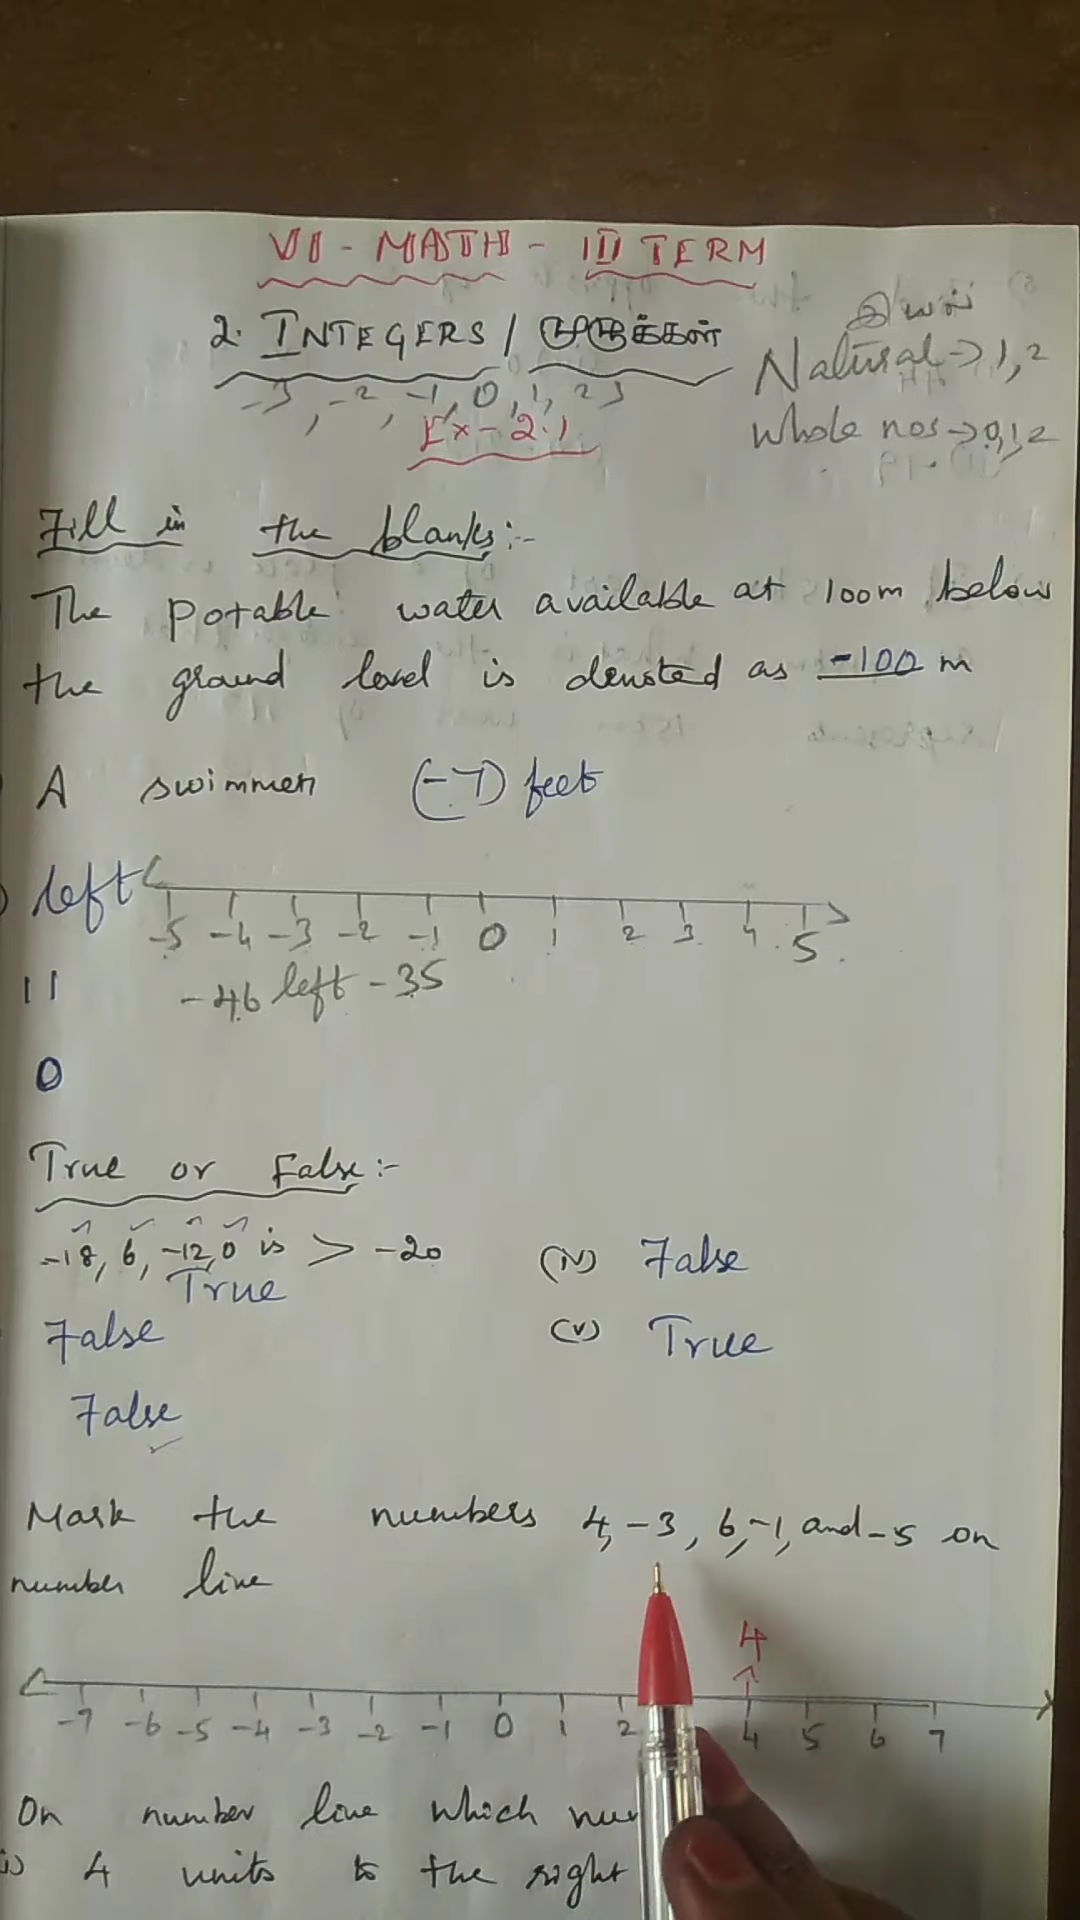 VI - MATH - III TERM
2. INTEGERS / முழுக்கள்
இயல்
Natural → 1, 2
Whole nos → 0, 1, 2
-3, -2, -1, 0, 1, 2, 3
Ex - 2.1
Fill in the blanks :-
The potable water available at 100m below
the ground level is denoted as -100 m
A swimmer (-7) feet
left
-5 -4 -3 -2 -1 0 1 2 3 4 5
11 -46 left -35
0
True or False :-
-18, 6, -12, 0 is > -20
True
(iv) False
False
(v) True
False
Mark the numbers 4, -3, 6, -1, and -5 on
number line
4
-7 -6 -5 -4 -3 -2 -1 0 1 2 4 5 6 7
On number line which
4 units to the right